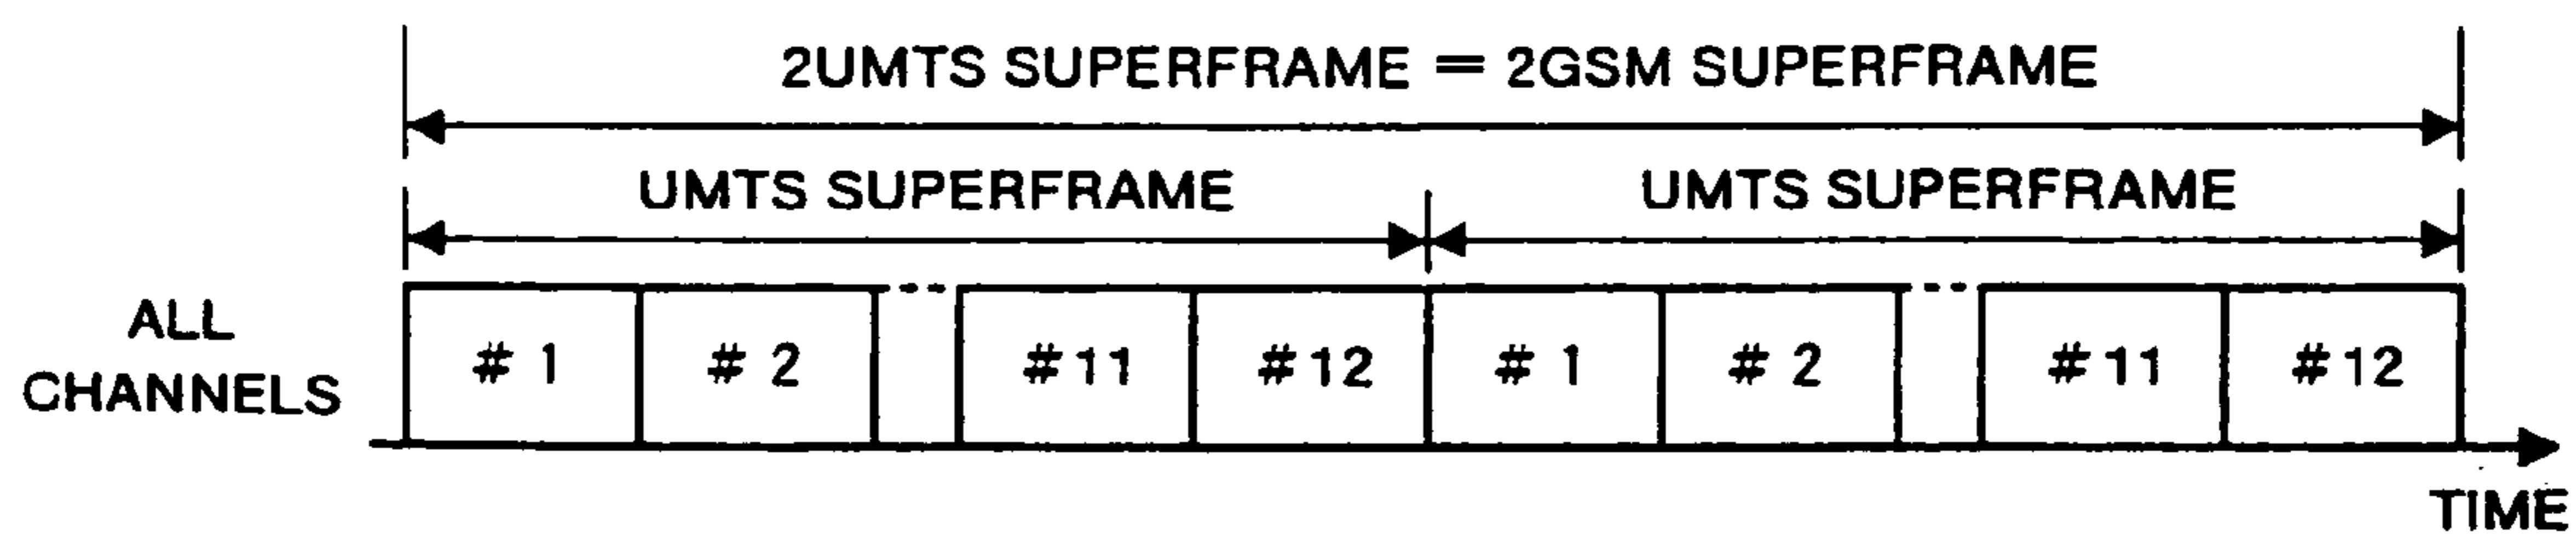 2UMTS SUPERFRAME = 2GSM SUPERFRAME
UMTS SUPERFRAME UMTS SUPERFRAME
ALL
CHANNELS
# 1 # 2 #11 #12 # 1 # 2 #11 #12
TIME